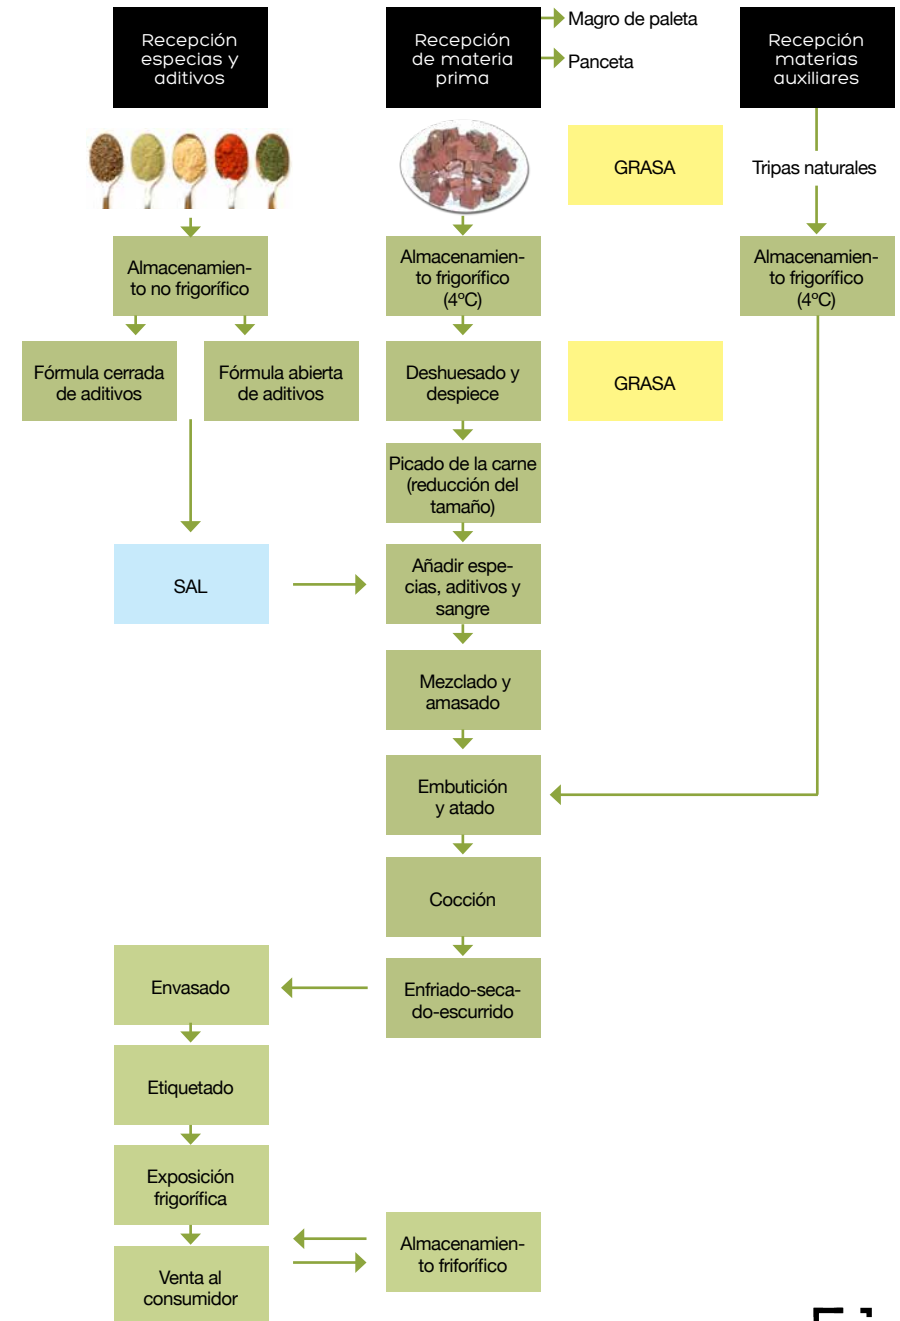 Recepción
especias y
aditivos
Recepción
de materia
prima
Magro de paleta
Panceta
Recepción
materias
auxiliares
GRASA
Tripas naturales
Almacenamien-
to no frigorífico
Almacenamien-
to frigorífico
(4ºC)
Almacenamien-
to frigorífico
(4ºC)
Fórmula cerrada
de aditivos
Fórmula abierta
de aditivos
Deshuesado y
despiece
GRASA
Picado de la carne
(reducción del
tamaño)
SAL
Añadir espe-
cias, aditivos y
sangre
Mezclado y
amasado
Embutición
y atado
Cocción
Envasado
Enfriado-seca-
do-escurrido
Etiquetado
Exposición
frigorífica
Almacenamien-
to friforífico
Venta al
consumidor